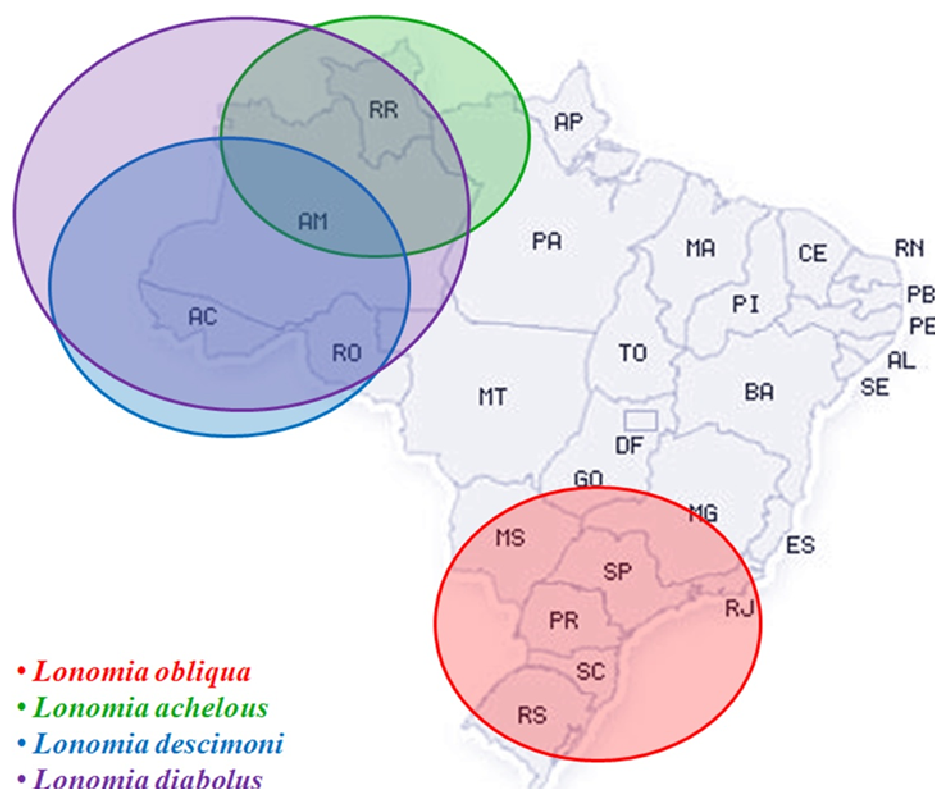 RR
AP
AM
PA
MA
CE
RN
PB
PI
PE
AC
RO
TO
AL
SE
MT
BA
DF
GO
MG
MS
ES
SP
RJ
PR
SC
RS
• Lonomia obliqua
• Lonomia achelous
• Lonomia descimoni
• Lonomia diabolus